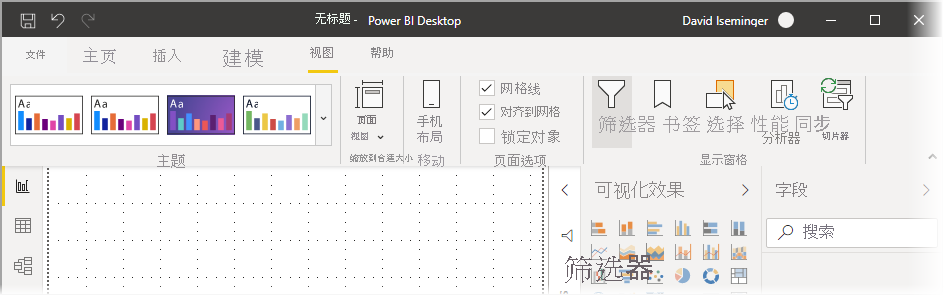 无标题 - Power BI Desktop
David Iseminger
文件 主页 插入 建模 视图 帮助
Aa Aa Aa Aa
主题
页面
视图
缩放到合适大小
手机
布局
移动
网格线
对齐到网格
锁定对象
页面选项
筛选器 书签 选择 性能 同步
分析器 切片器
显示窗格
可视化效果
字段
搜索
筛选器